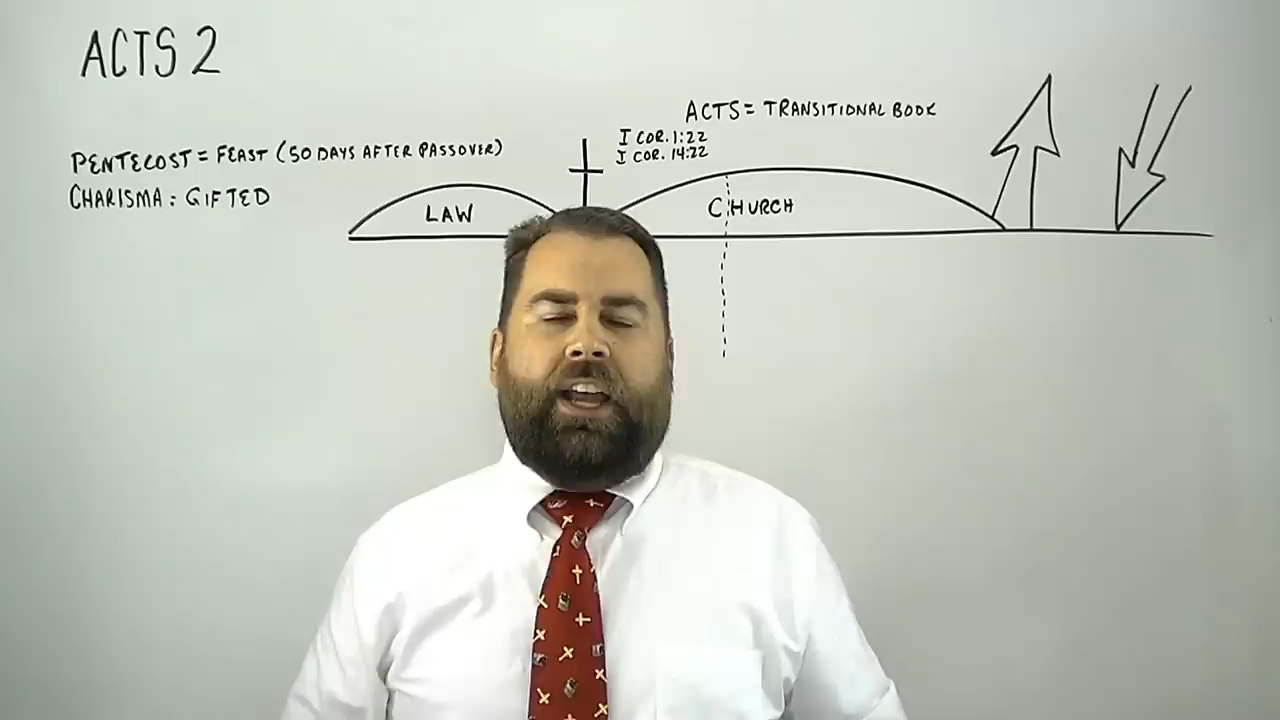 ACTS 2
ACTS = TRANSITIONAL BOOK
I COR. 1:22
I COR. 14:22
PENTECOST = FEAST (50 DAYS AFTER PASSOVER)
CHARISMA: GIFTED
LAW
CHURCH